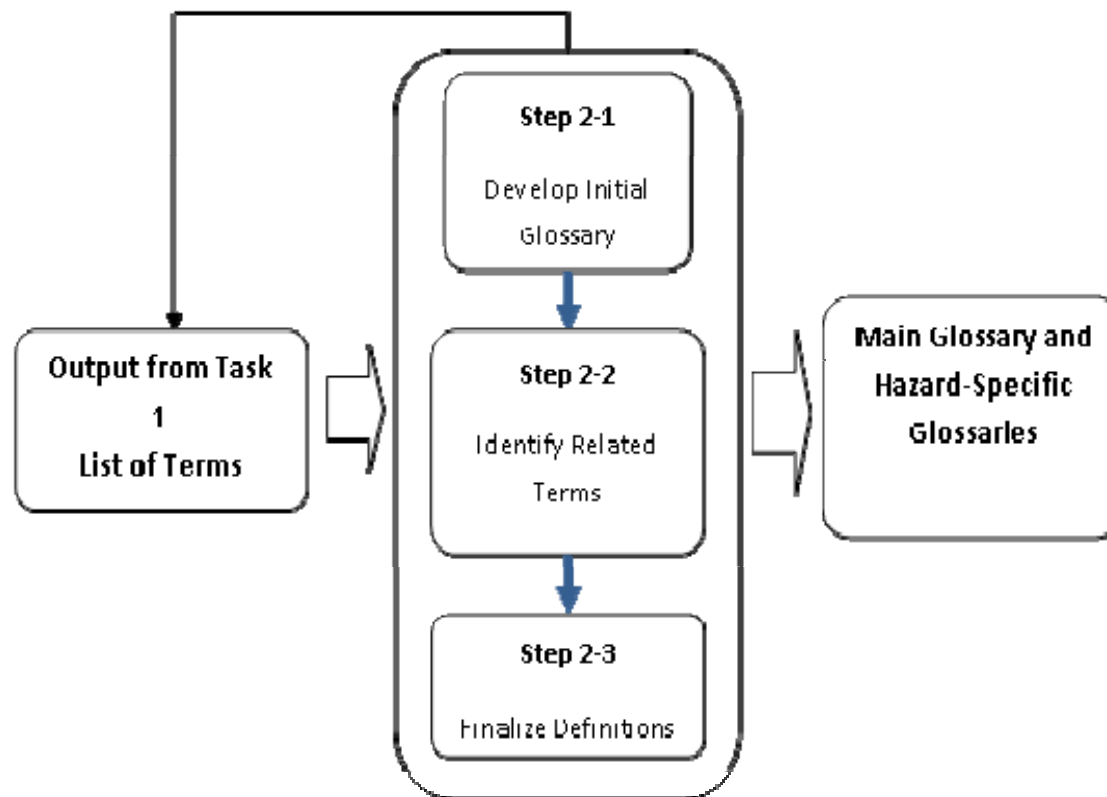 Step 2-1
Develop Initial
Glossary
Output from Task
1
List of Terms
Step 2-2
Identify Related
Terms
Main Glossary and
Hazard-Specific
Glossaries
Step 2-3
Finalize Definitions